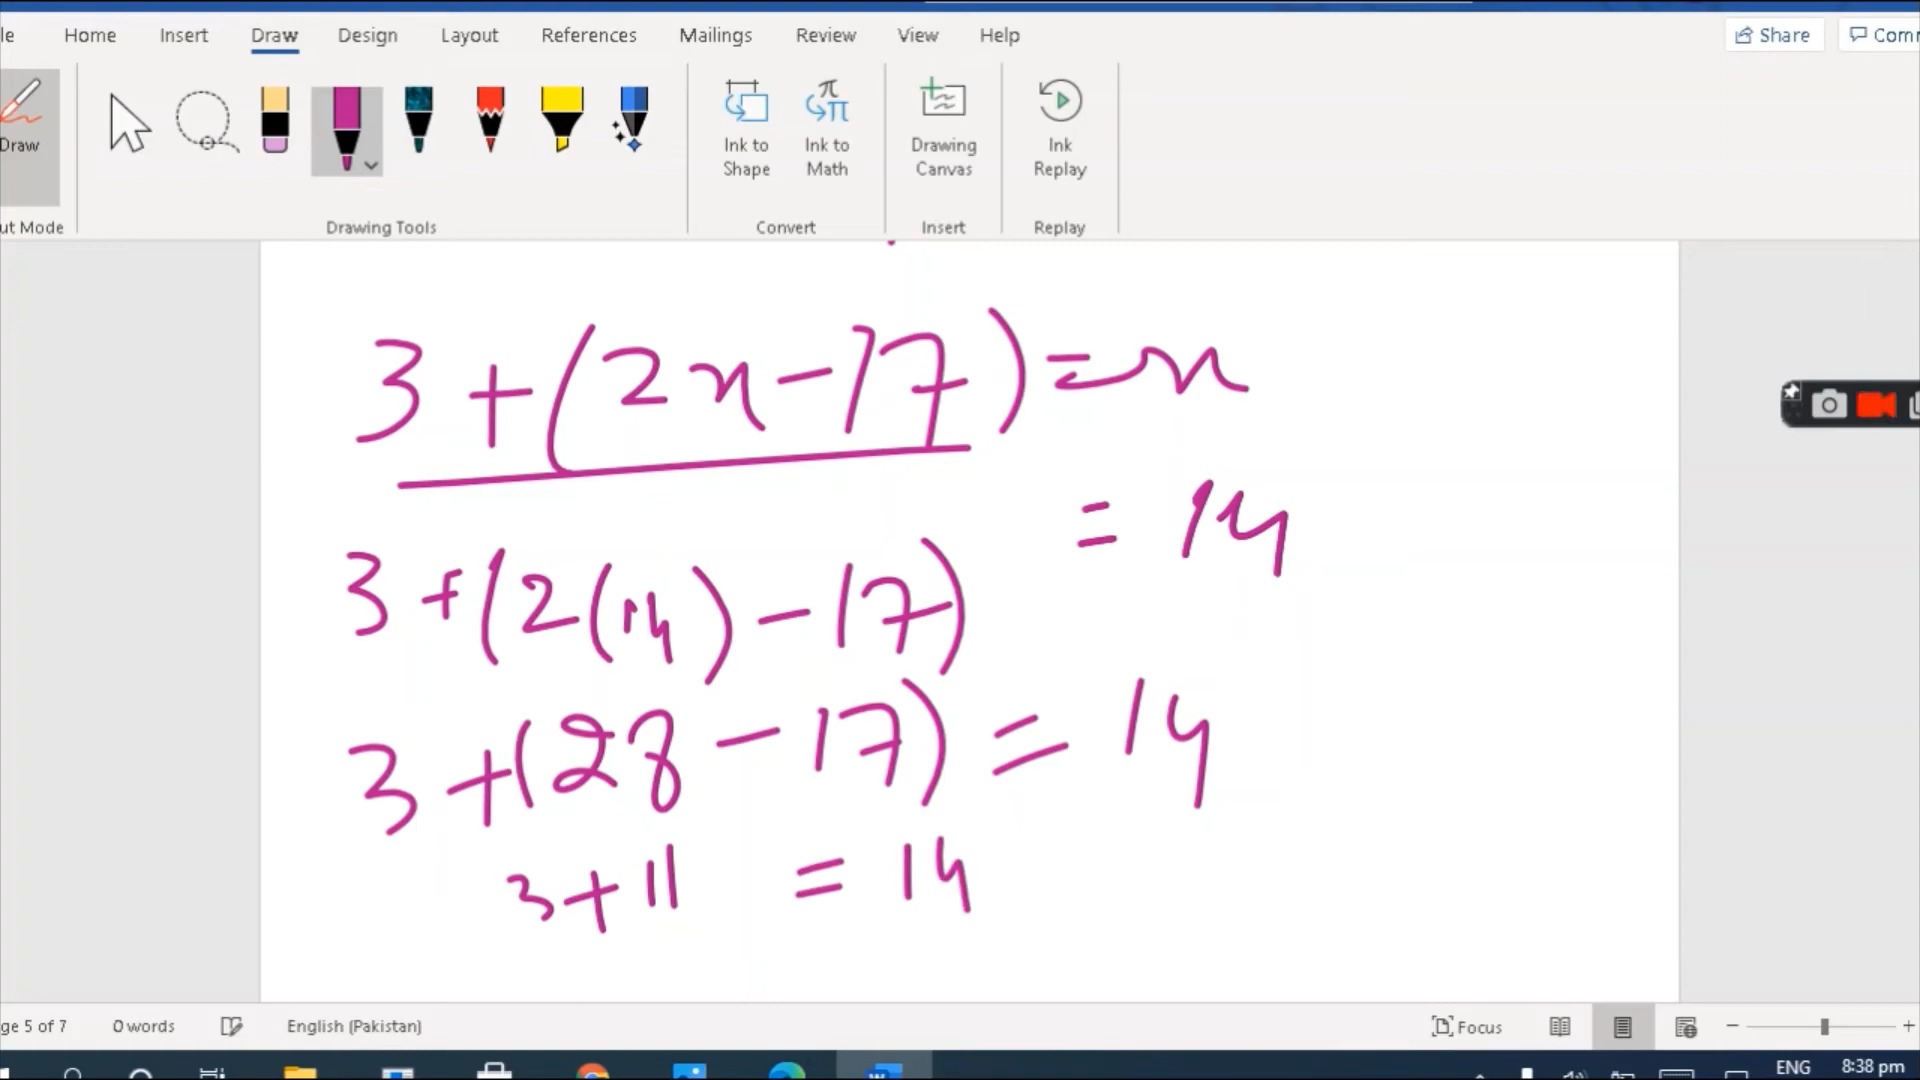 le Home Insert Draw Design Layout References Mailings Review View Help Share Comm
Draw
Ink to Shape
Ink to Math
Drawing Canvas
Ink Replay
ut Mode Drawing Tools Convert Insert Replay
3 + (2x - 17) = x
= 14
3 + (2(14) - 17)
3 + (28 - 17) = 14
3 + 11 = 14
ge 5 of 7 0 words English (Pakistan) Focus
ENG 8:38 pm